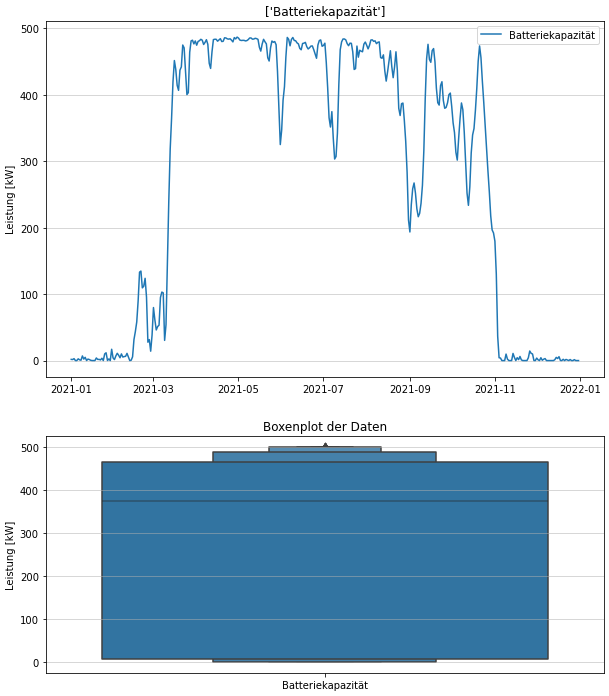 ['Batteriekapazität']
Batteriekapazität
Leistung [kW]
500
400
300
200
100
0
2021-01 2021-03 2021-05 2021-07 2021-09 2021-11 2022-01
Boxenplot der Daten
Leistung [kW]
500
400
300
200
100
0
Batteriekapazität